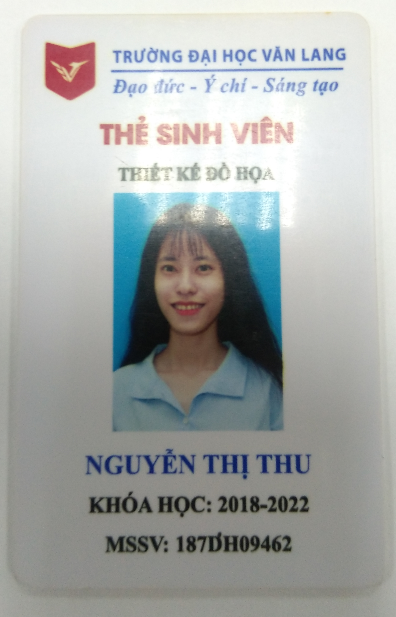 TRƯỜNG ĐẠI HỌC VĂN LANG
Đạo đức - Ý chí - Sáng tạo
THẺ SINH VIÊN
THIẾT KẾ ĐỒ HỌA
NGUYỄN THỊ THU
KHÓA HỌC: 2018-2022
MSSV: 187DH09462